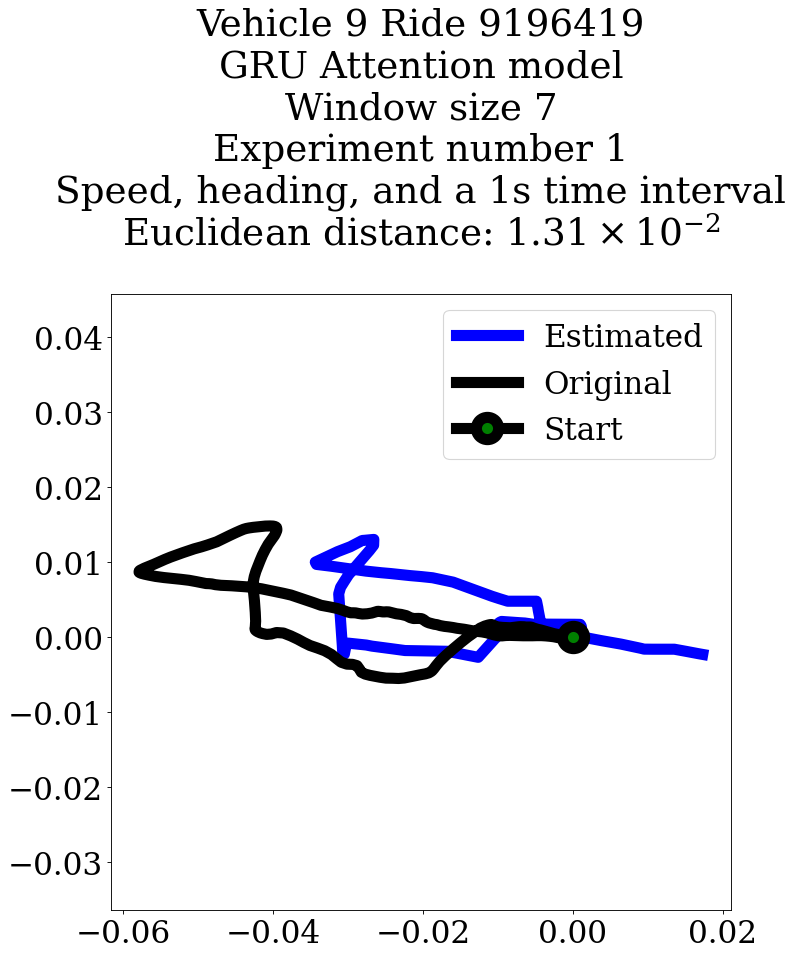 Vehicle 9 Ride 9196419
GRU Attention model
Window size 7
Experiment number 1
Speed, heading, and a 1s time interval
Euclidean distance: 1.31 × 10⁻²
Estimated
Original
Start
0.04
0.03
0.02
0.01
0.00
−0.01
−0.02
−0.03
−0.06 −0.04 −0.02 0.00 0.02